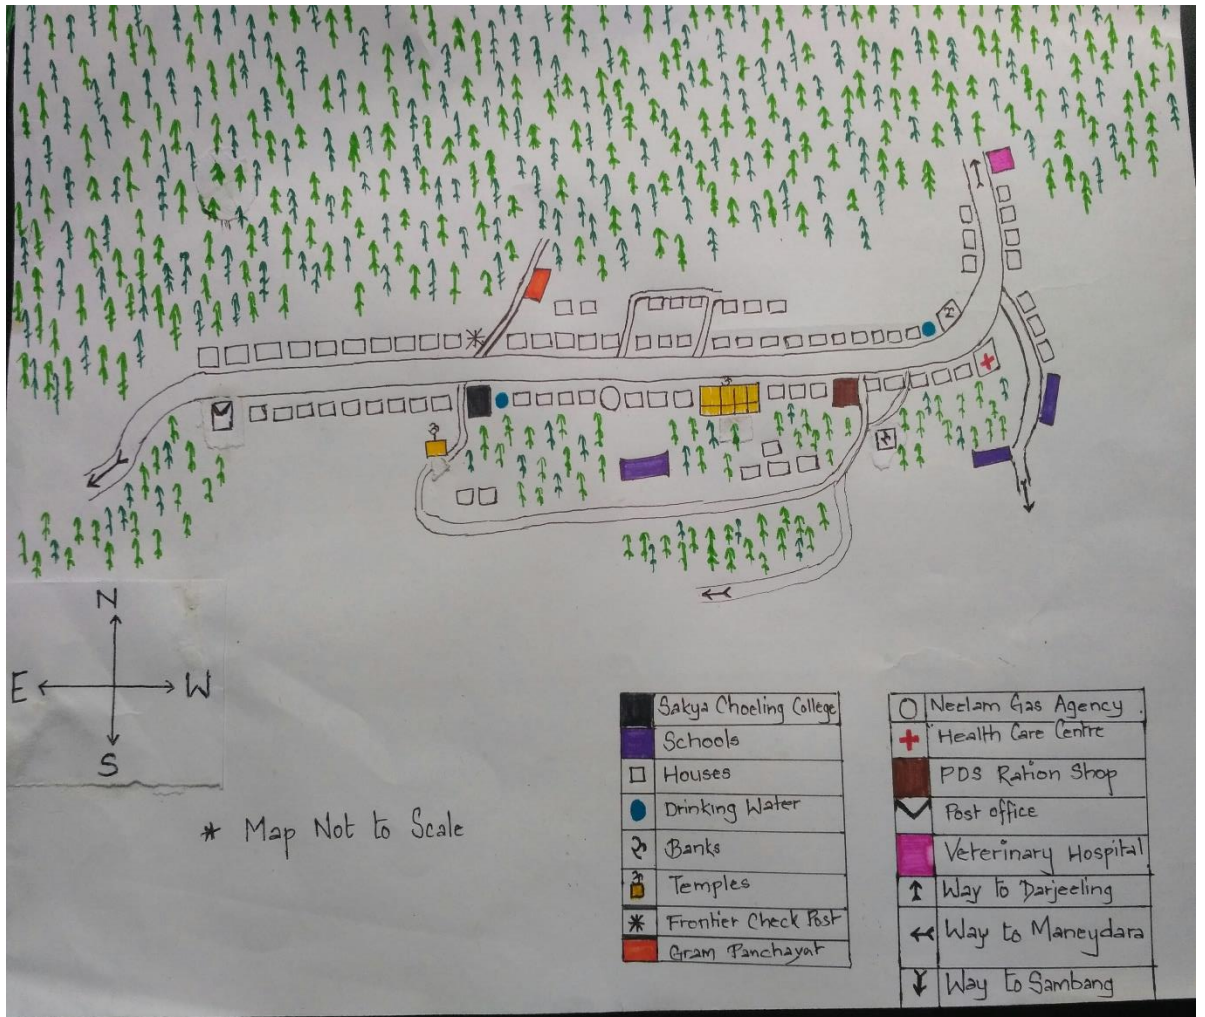 N
E W
S
* Map Not to Scale
Sakya Choeling College
Schools
Houses
Drinking Water
Banks
Temples
Frontier Check Post
Gram Panchayat
Neelam Gas Agency
Health Care Centre
PDS Ration Shop
Post office
Veterinary Hospital
Way to Darjeeling
Way to Maneydara
Way to Sambang